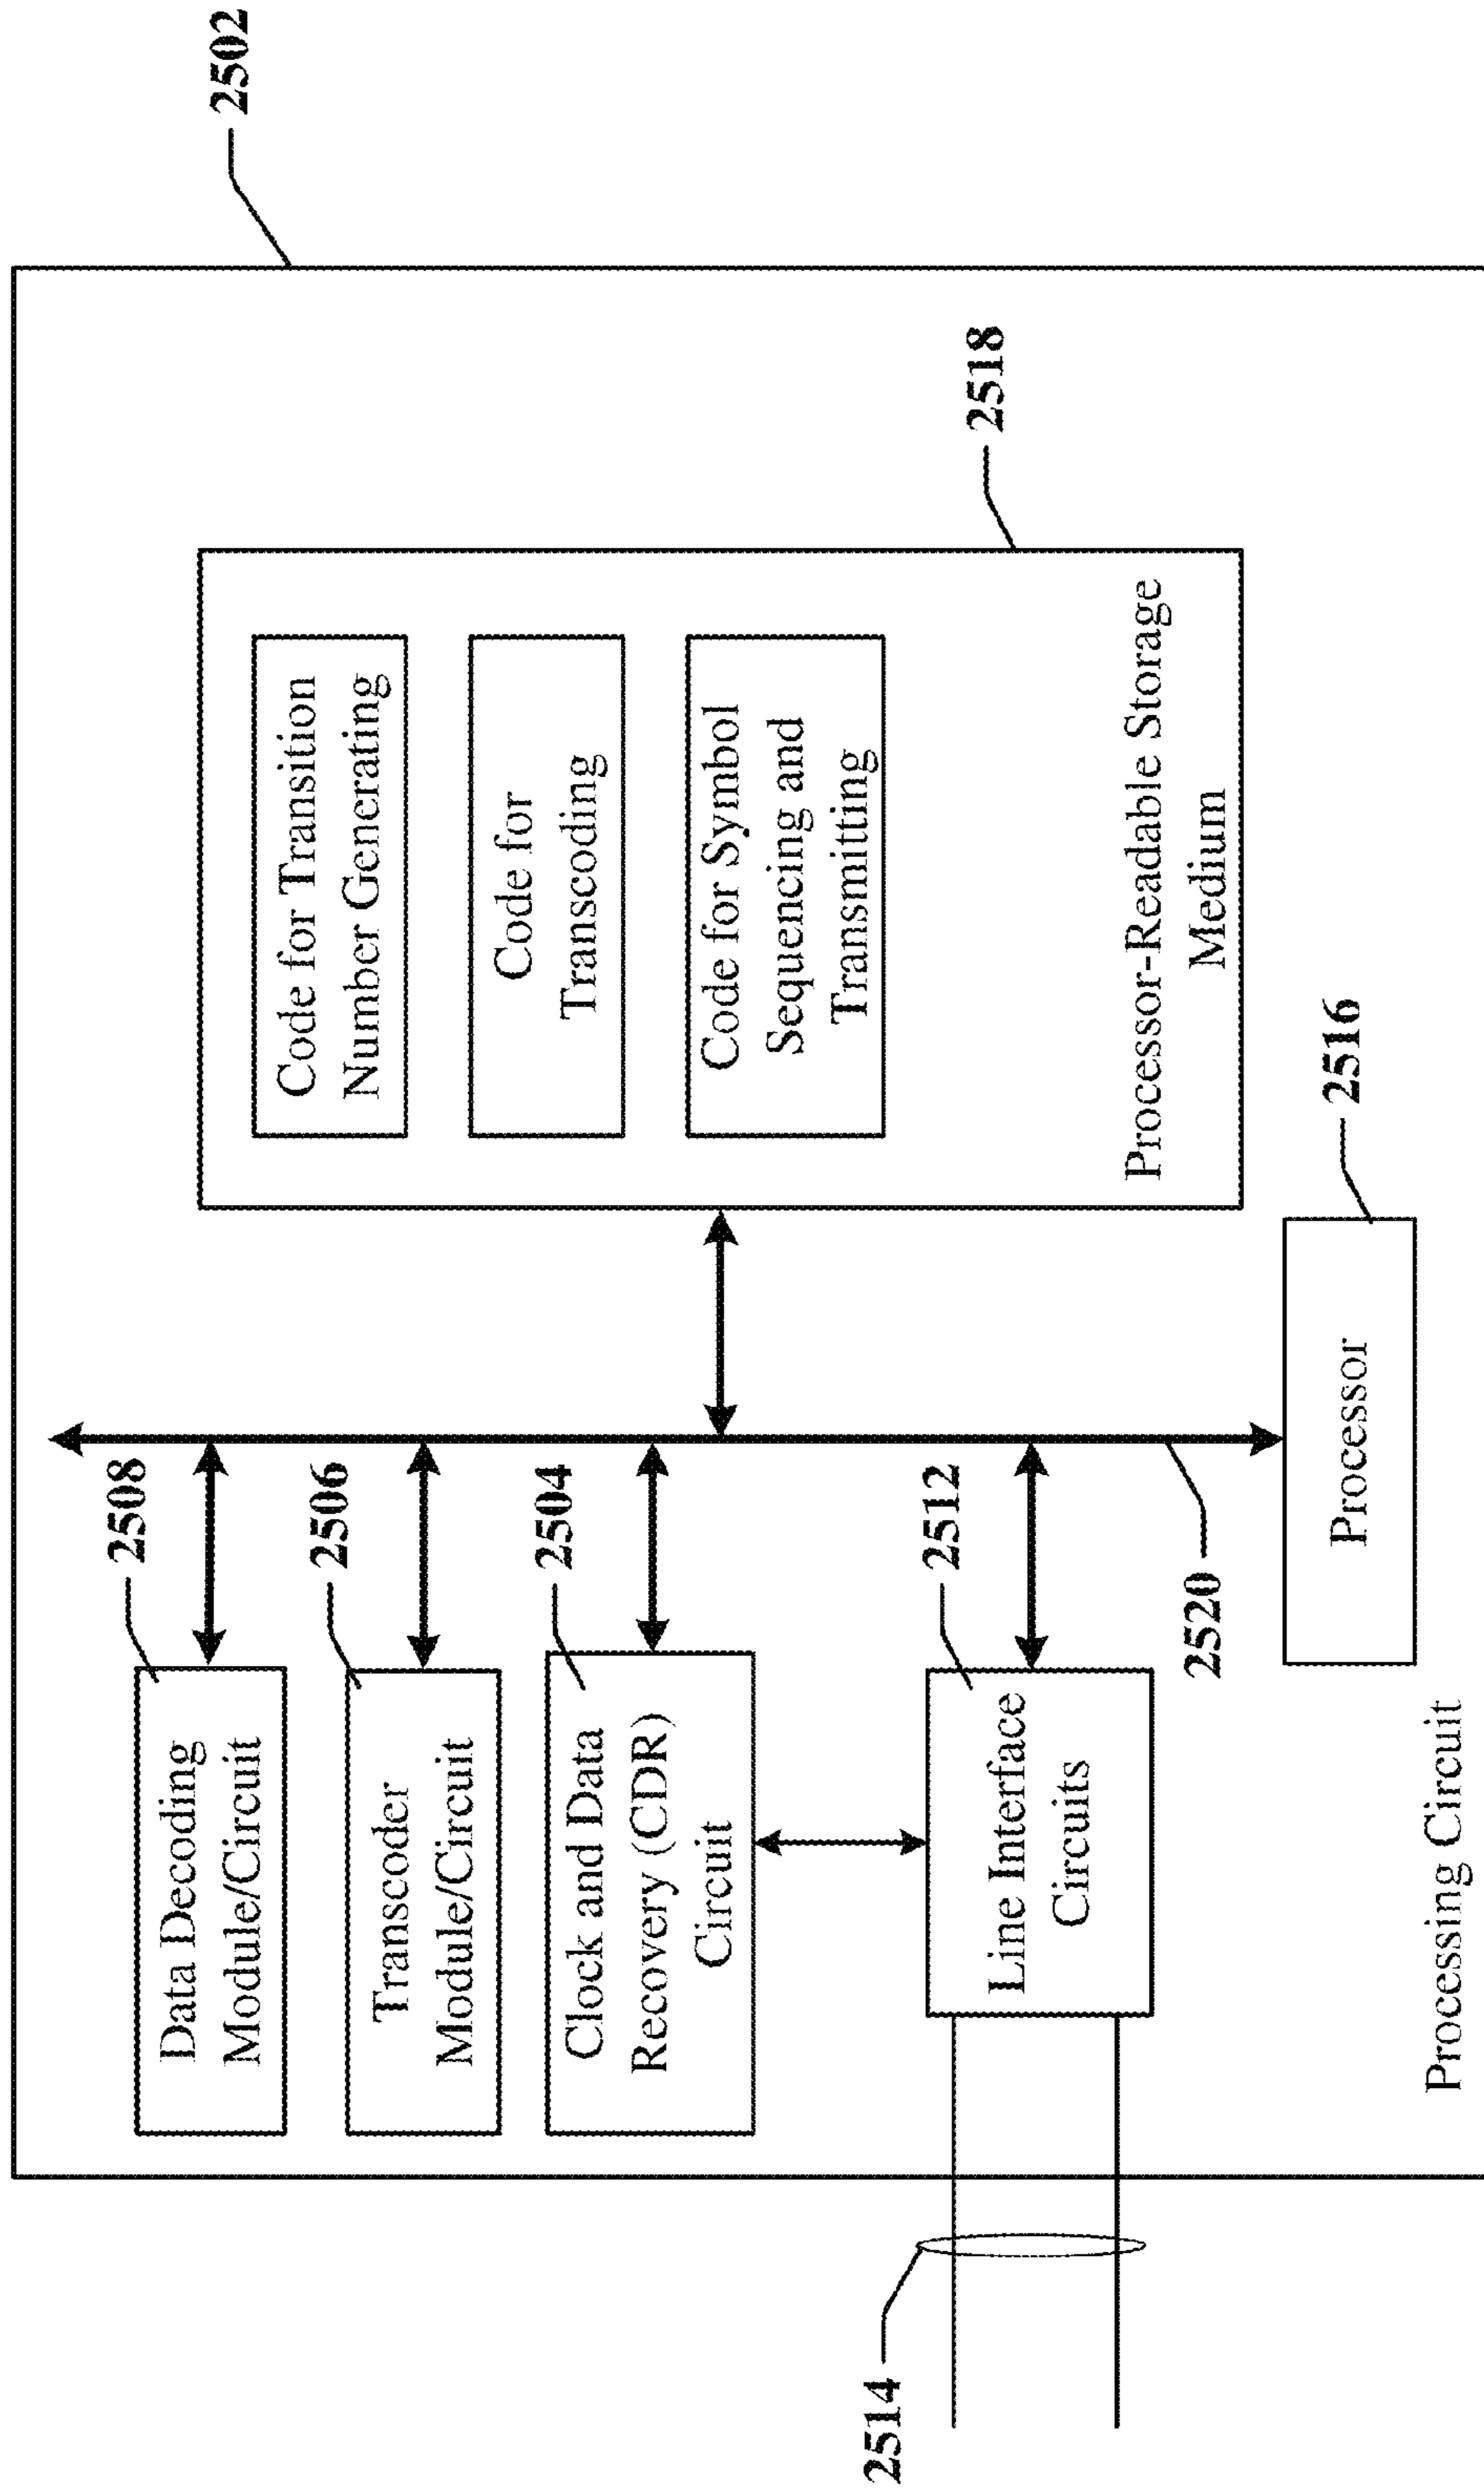 2502
2508
Data Decoding
Module/Circuit
2506
Transcoder
Module/Circuit
2504
Clock and Data
Recovery (CDR)
Circuit
2512
Line Interface
Circuits
2514
2520
Code for Transition
Number Generating
Code for
Transcoding
Code for Symbol
Sequencing and
Transmitting
Processor-Readable Storage
Medium
2518
Processor
2516
Processing Circuit